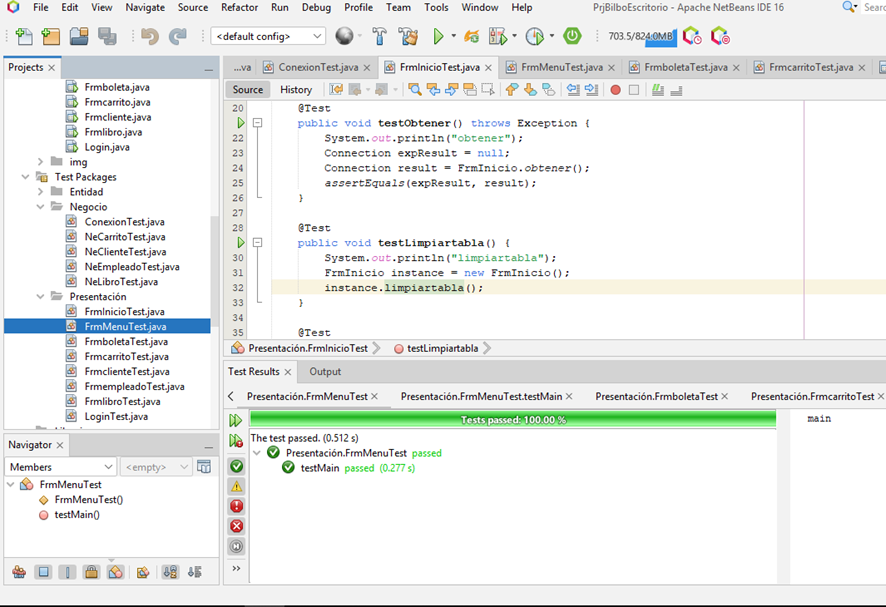 File Edit View Navigate Source Refactor Run Debug Profile Team Tools Window Help PrjBilboEscritorio - Apache NetBeans IDE 16
<default config> 703.5/824.0MB
Projects
Frmboleta.java
Frmcarrito.java
Frmcliente.java
Frmlibro.java
Login.java
img
Test Packages
Entidad
Negocio
ConexionTest.java
NeCarritoTest.java
NeClienteTest.java
NeEmpleadoTest.java
NeLibroTest.java
Presentación
FrmInicioTest.java
FrmMenuTest.java
FrmboletaTest.java
FrmcarritoTest.java
FrmclienteTest.java
FrmempleadoTest.java
FrmlibroTest.java
LoginTest.java
Navigator
Members <empty>
FrmMenuTest
FrmMenuTest()
testMain()
...va ConexionTest.java FrmInicioTest.java FrmMenuTest.java FrmboletaTest.java FrmcarritoTest.java
Source History
20 @Test
public void testObtener() throws Exception {
22 System.out.println("obtener");
23 Connection expResult = null;
24 Connection result = FrmInicio.obtener();
25 assertEquals(expResult, result);
26 }
27
28 @Test
public void testLimpiartabla() {
30 System.out.println("limpiartabla");
31 FrmInicio instance = new FrmInicio();
32 instance.limpiartabla();
33 }
34
35 @Test
Presentación.FrmInicioTest testLimpiartabla
Test Results Output
Presentación.FrmMenuTest Presentación.FrmMenuTest.testMain Presentación.FrmboletaTest Presentación.FrmcarritoTest
Tests passed: 100.00 %
main
The test passed. (0.512 s)
Presentación.FrmMenuTest passed
testMain passed (0.277 s)